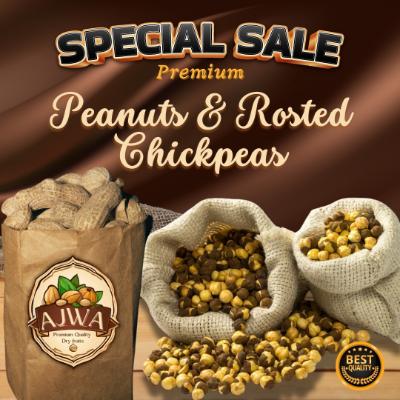 SPECIAL SALE
Premium
Peanuts & Rosted
Chickpeas
AJWA
Premium Quality
Dry fruits
BEST
QUALITY